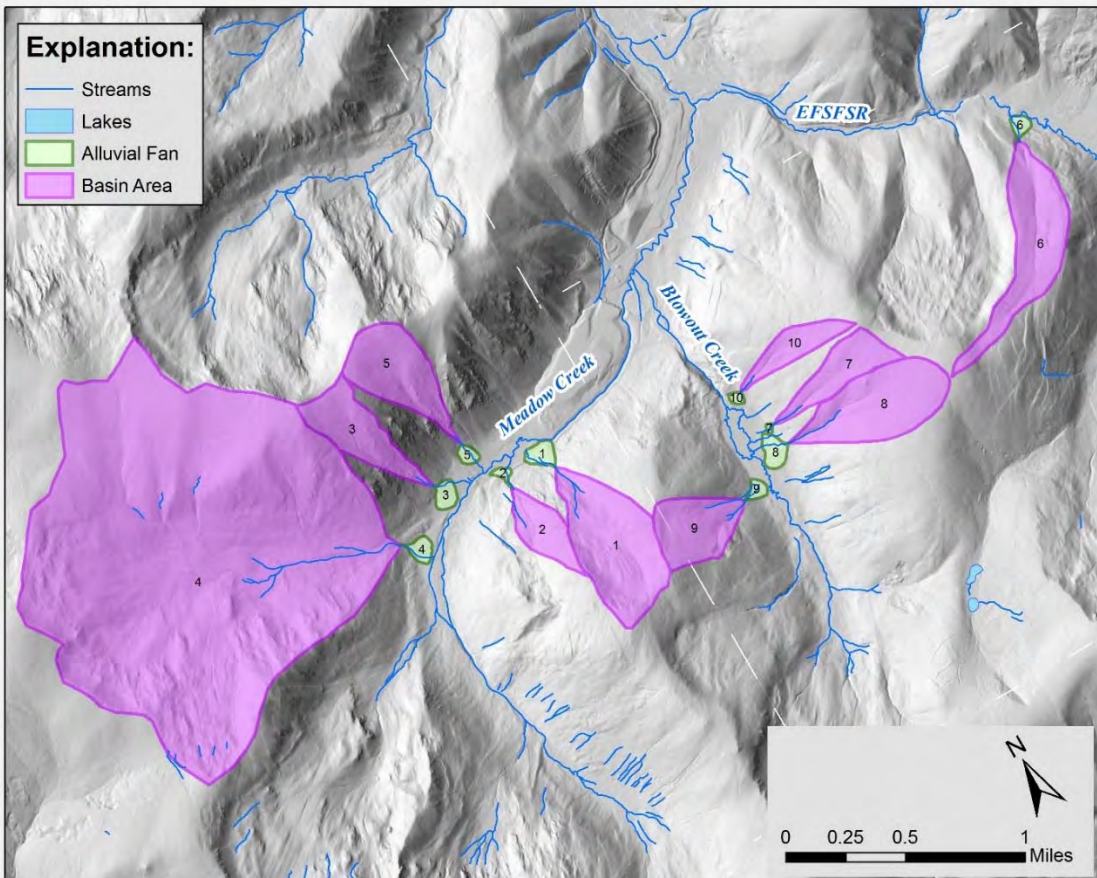 Explanation:
Streams
Lakes
Alluvial Fan
Basin Area
EFSFSR
6
6
Blowout Creek
10
5
7
Meadow Creek
8
3
10
7
5
1
8
2
9
3
2
9
1
4
4
N
0 0.25 0.5 1
Miles